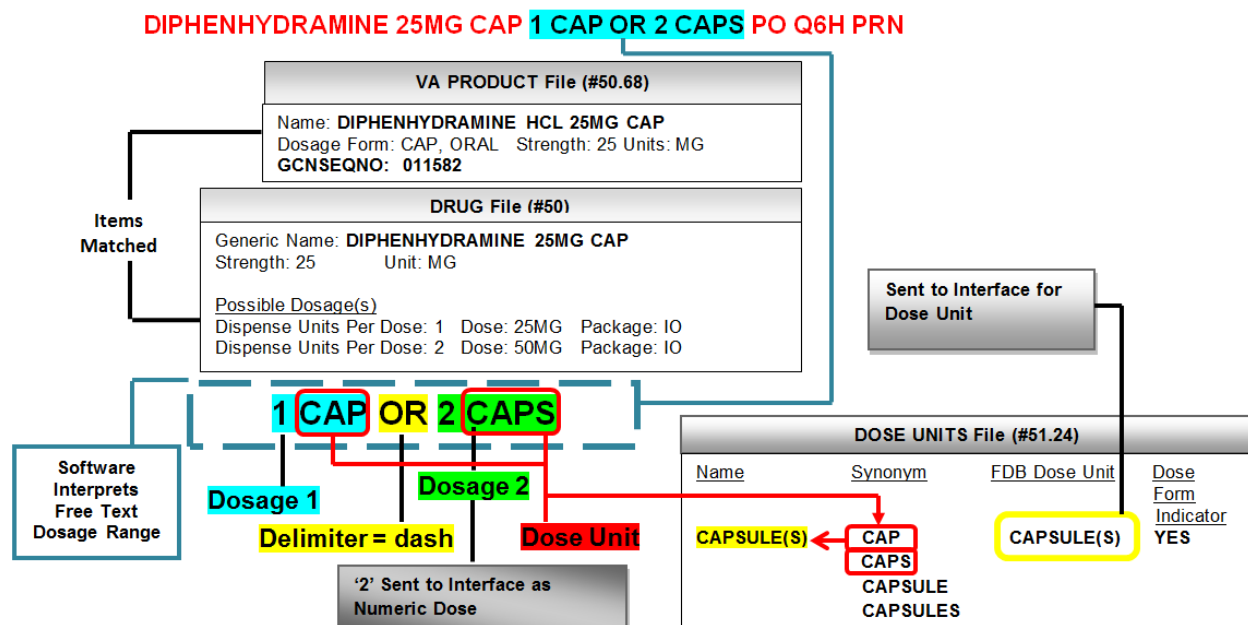 DIPHENHYDRAMINE 25MG CAP 1 CAP OR 2 CAPS PO Q6H PRN
VA PRODUCT File (#50.68)
Name: DIPHENHYDRAMINE HCL 25MG CAP
Dosage Form: CAP, ORAL Strength: 25 Units: MG
GCNSEQNO: 011582
Items
Matched
DRUG File (#50)
Generic Name: DIPHENHYDRAMINE 25MG CAP
Strength: 25 Unit: MG
Possible Dosage(s)
Dispense Units Per Dose: 1 Dose: 25MG Package: IO
Dispense Units Per Dose: 2 Dose: 50MG Package: IO
Sent to Interface for
Dose Unit
1 CAP OR 2 CAPS
Software
Interprets
Free Text
Dosage Range
Dosage 1
Delimiter = dash
Dosage 2
Dose Unit
'2' Sent to Interface as
Numeric Dose
DOSE UNITS File (#51.24)
Name Synonym FDB Dose Unit Dose
Form
Indicator
CAPSULE(S) CAP CAPSULE(S) YES
CAPS
CAPSULE
CAPSULES